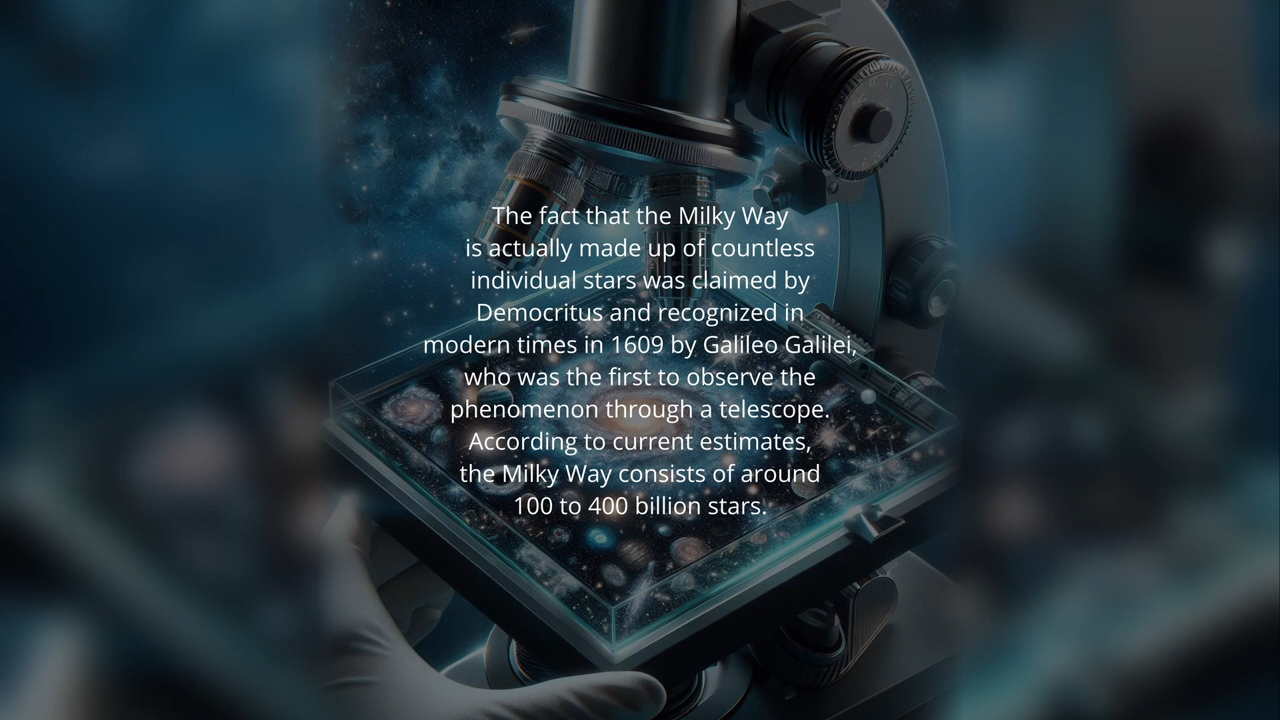 The fact that the Milky Way
is actually made up of countless
individual stars was claimed by
Democritus and recognized in
modern times in 1609 by Galileo Galilei,
who was the first to observe the
phenomenon through a telescope.
According to current estimates,
the Milky Way consists of around
100 to 400 billion stars.